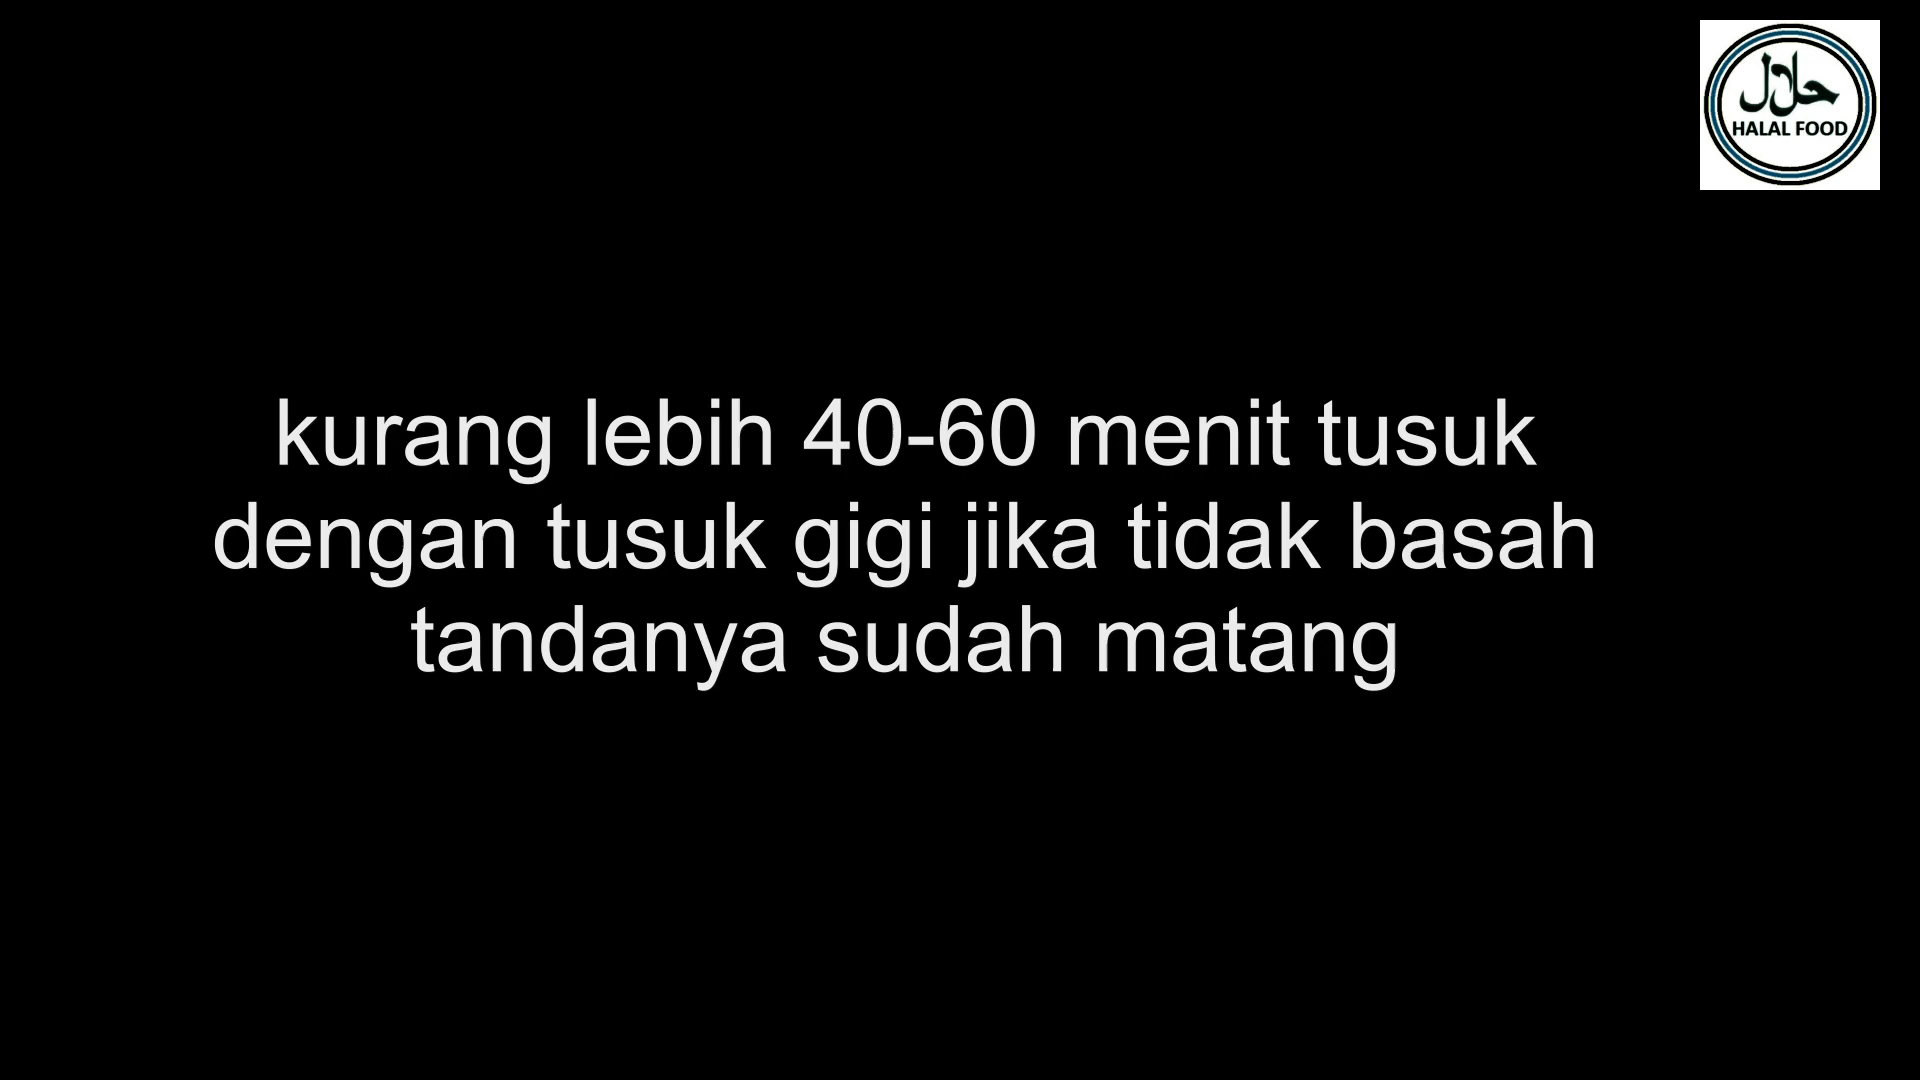 حلال
HALAL FOOD
kurang lebih 40-60 menit tusuk
dengan tusuk gigi jika tidak basah
tandanya sudah matang